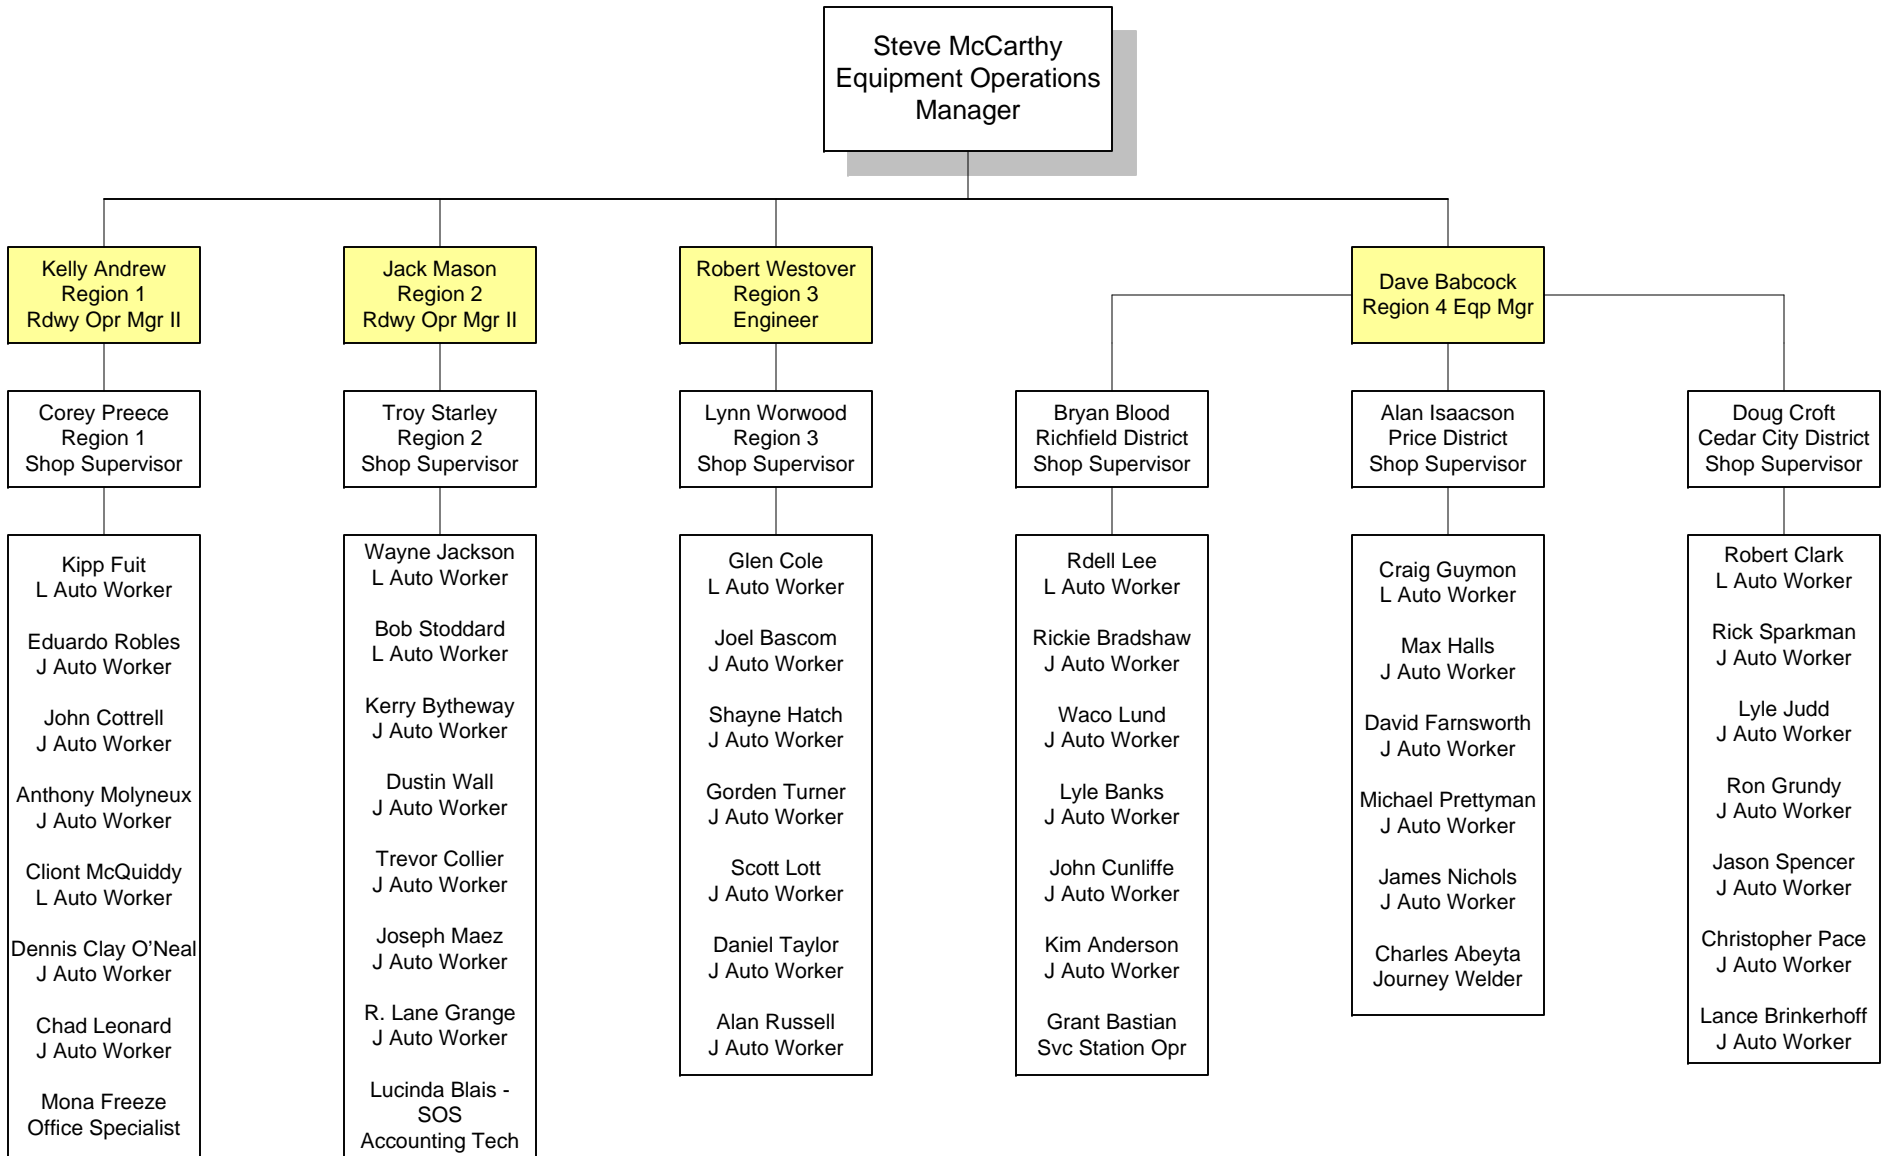 Steve McCarthy
Equipment Operations
Manager
Kelly Andrew
Region 1
Rdwy Opr Mgr II
Jack Mason
Region 2
Rdwy Opr Mgr II
Robert Westover
Region 3
Engineer
Dave Babcock
Region 4 Eqp Mgr
Corey Preece
Region 1
Shop Supervisor
Troy Starley
Region 2
Shop Supervisor
Lynn Worwood
Region 3
Shop Supervisor
Bryan Blood
Richfield District
Shop Supervisor
Alan Isaacson
Price District
Shop Supervisor
Doug Croft
Cedar City District
Shop Supervisor
Kipp Fuit
L Auto Worker
Eduardo Robles
J Auto Worker
John Cottrell
J Auto Worker
Anthony Molyneux
J Auto Worker
Cliont McQuiddy
L Auto Worker
Dennis Clay O’Neal
J Auto Worker
Chad Leonard
J Auto Worker
Mona Freeze
Office Specialist
Wayne Jackson
L Auto Worker
Bob Stoddard
L Auto Worker
Kerry Bytheway
J Auto Worker
Dustin Wall
J Auto Worker
Trevor Collier
J Auto Worker
Joseph Maez
J Auto Worker
R. Lane Grange
J Auto Worker
Lucinda Blais -
SOS
Accounting Tech
Glen Cole
L Auto Worker
Joel Bascom
J Auto Worker
Shayne Hatch
J Auto Worker
Gorden Turner
J Auto Worker
Scott Lott
J Auto Worker
Daniel Taylor
J Auto Worker
Alan Russell
J Auto Worker
Rdell Lee
L Auto Worker
Rickie Bradshaw
J Auto Worker
Waco Lund
J Auto Worker
Lyle Banks
J Auto Worker
John Cunliffe
J Auto Worker
Kim Anderson
J Auto Worker
Grant Bastian
Svc Station Opr
Craig Guymon
L Auto Worker
Max Halls
J Auto Worker
David Farnsworth
J Auto Worker
Michael Prettyman
J Auto Worker
James Nichols
J Auto Worker
Charles Abeyta
Journey Welder
Robert Clark
L Auto Worker
Rick Sparkman
J Auto Worker
Lyle Judd
J Auto Worker
Ron Grundy
J Auto Worker
Jason Spencer
J Auto Worker
Christopher Pace
J Auto Worker
Lance Brinkerhoff
J Auto Worker